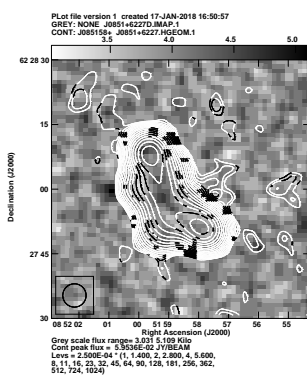 PLot file version 1 created 17-JAN-2018 16:50:57
GREY: NONE J0851+6227D.IMAP.1
CONT: J085158+ J0851+6227.HGEOM.1
3.5 4.0 4.5 5.0
62 28 30
15
00
27 45
30
Declination (J2000)
08 52 02 01 00 51 59 58 57 56 55
Right Ascension (J2000)
Grey scale flux range= 3.031 5.109 Kilo
Cont peak flux = 5.9536E-02 JY/BEAM
Levs = 2.500E-04 * (1, 1.400, 2, 2.800, 4, 5.600,
8, 11, 16, 23, 32, 45, 64, 90, 128, 181, 256, 362,
512, 724, 1024)